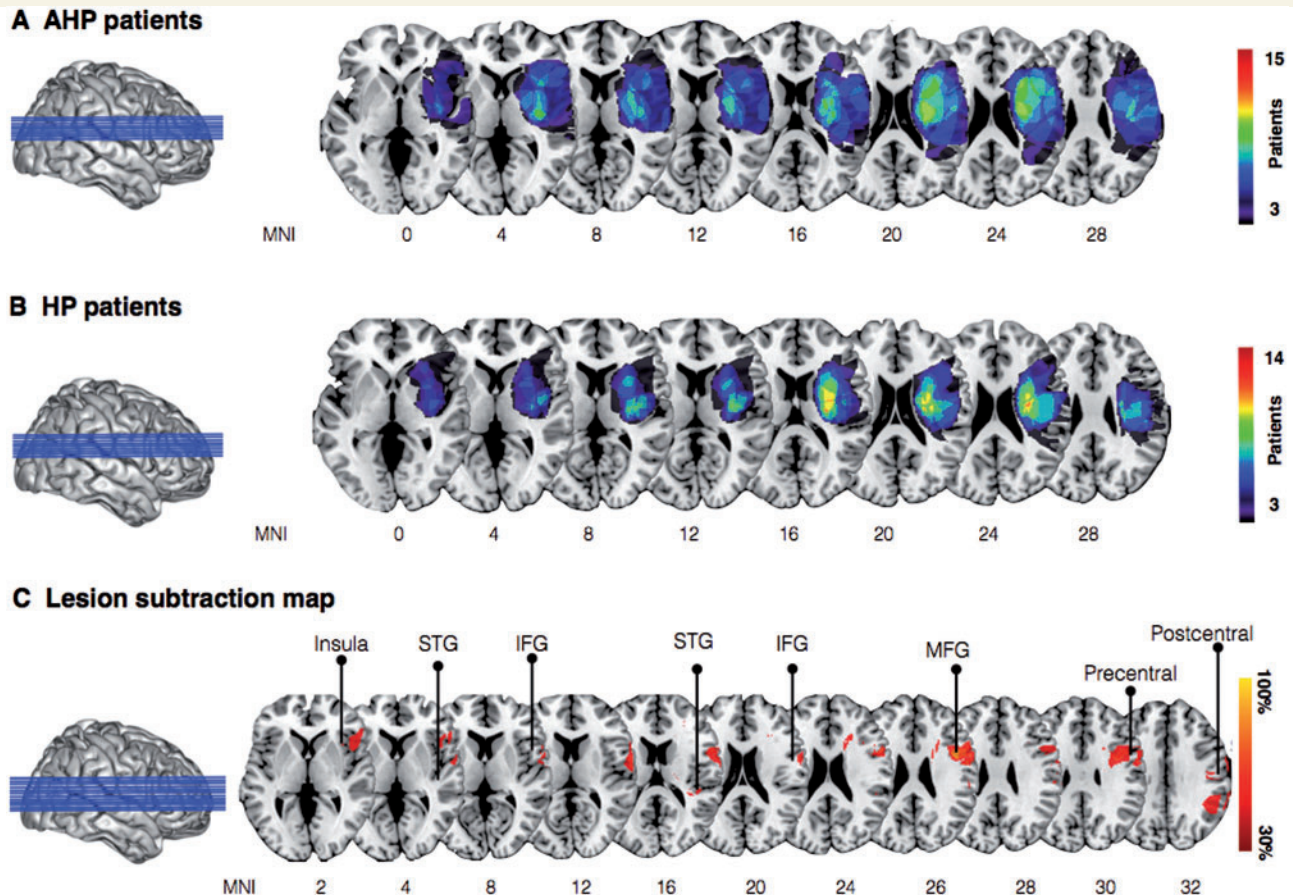 A AHP patients
15
Patients
3
MNI 0 4 8 12 16 20 24 28
B HP patients
14
Patients
3
MNI 0 4 8 12 16 20 24 28
C Lesion subtraction map
Insula STG IFG STG IFG MFG Precentral Postcentral
100%
30%
MNI 2 4 8 12 16 20 24 26 28 30 32